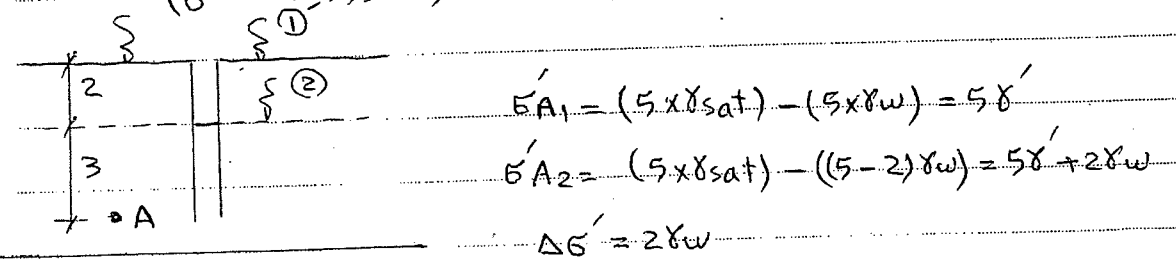 ①
2 ②
σ́A₁ = (5×γsat) − (5×γw) = 5γ′
3
σ́A₂ = (5×γsat) − ((5−2)γw) = 5γ′ + 2γw
A
Δσ′ = 2γw